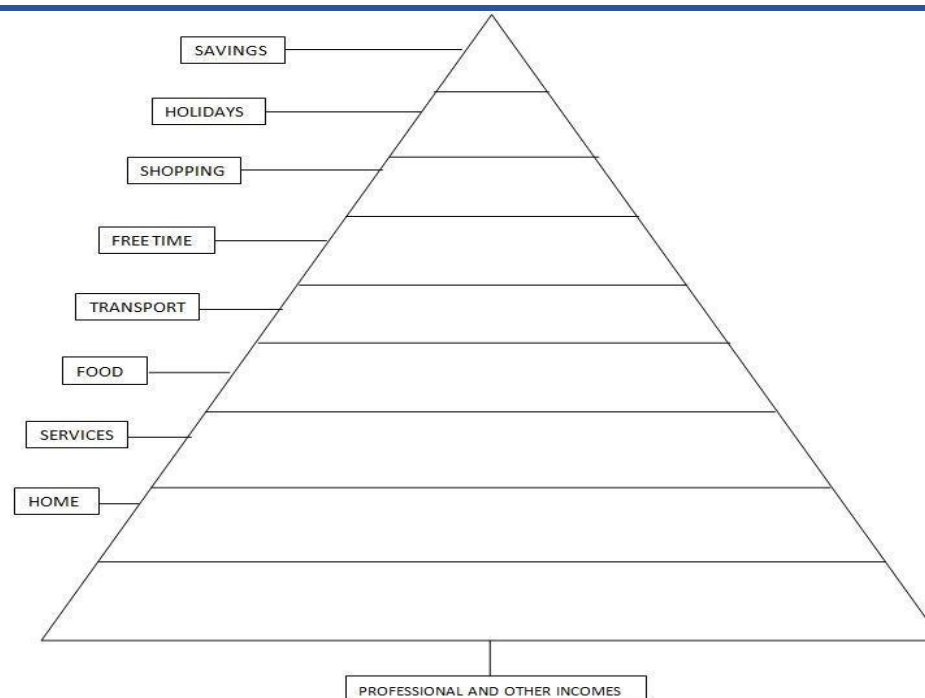 SAVINGS
HOLIDAYS
SHOPPING
FREE TIME
TRANSPORT
FOOD
SERVICES
HOME
PROFESSIONAL AND OTHER INCOMES